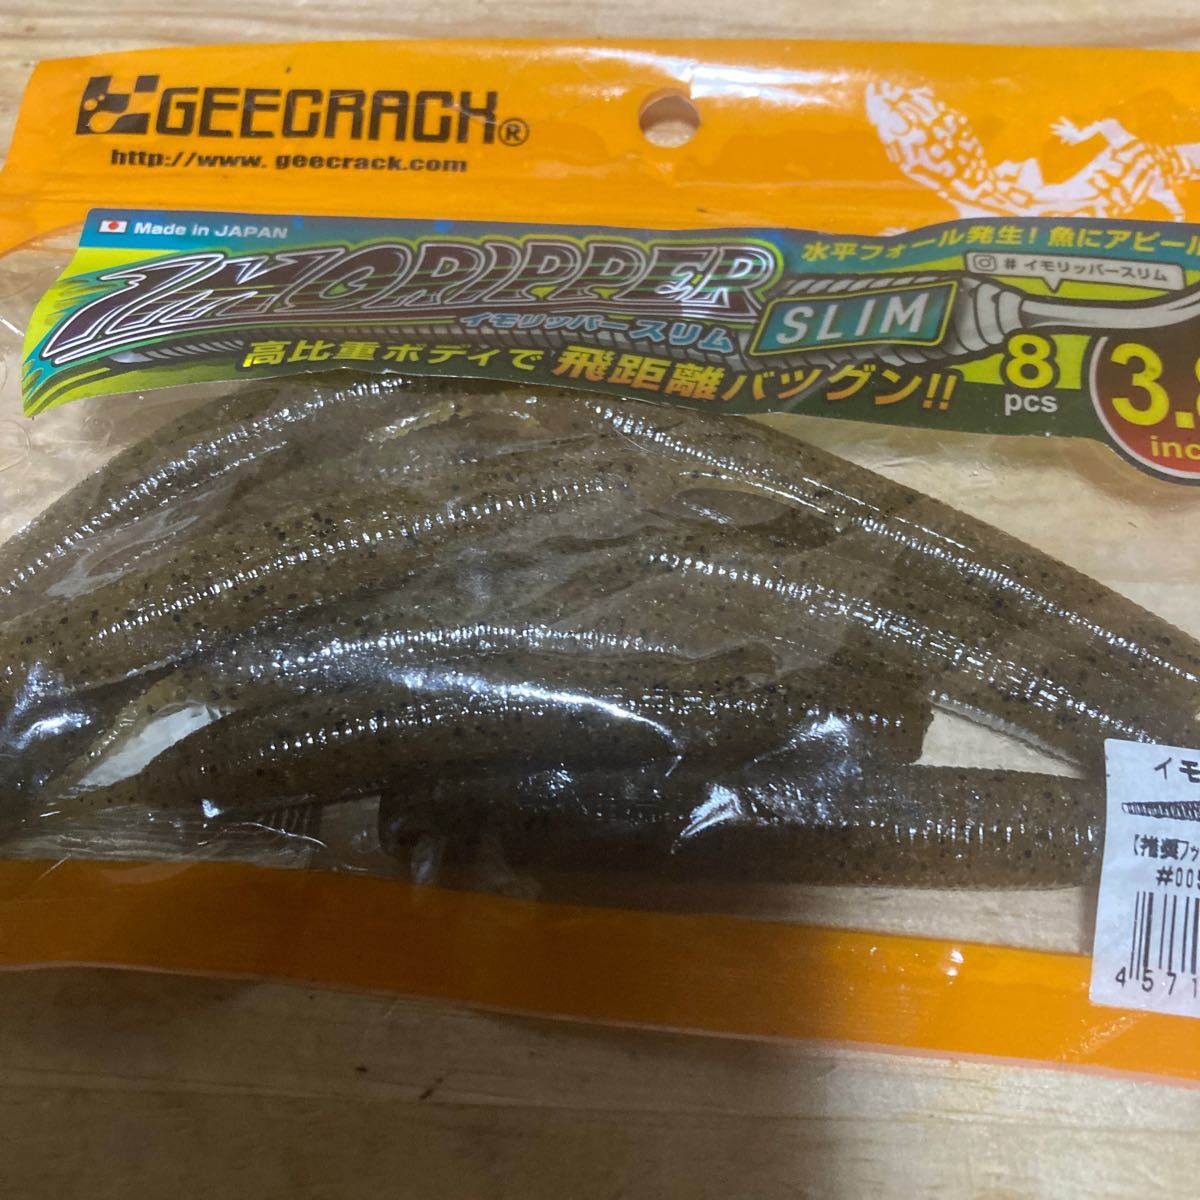 GEECRACK®
http://www.geecrack.com
Made in JAPAN
IMORIPPER
イモリッパースリム
SLIM
水平フォール発生！魚にアピール
# イモリッパースリム
高比重ボディで飛距離バツグン!!
8
pcs
3.
inc
イモ
【推奨フッ
#005
4571